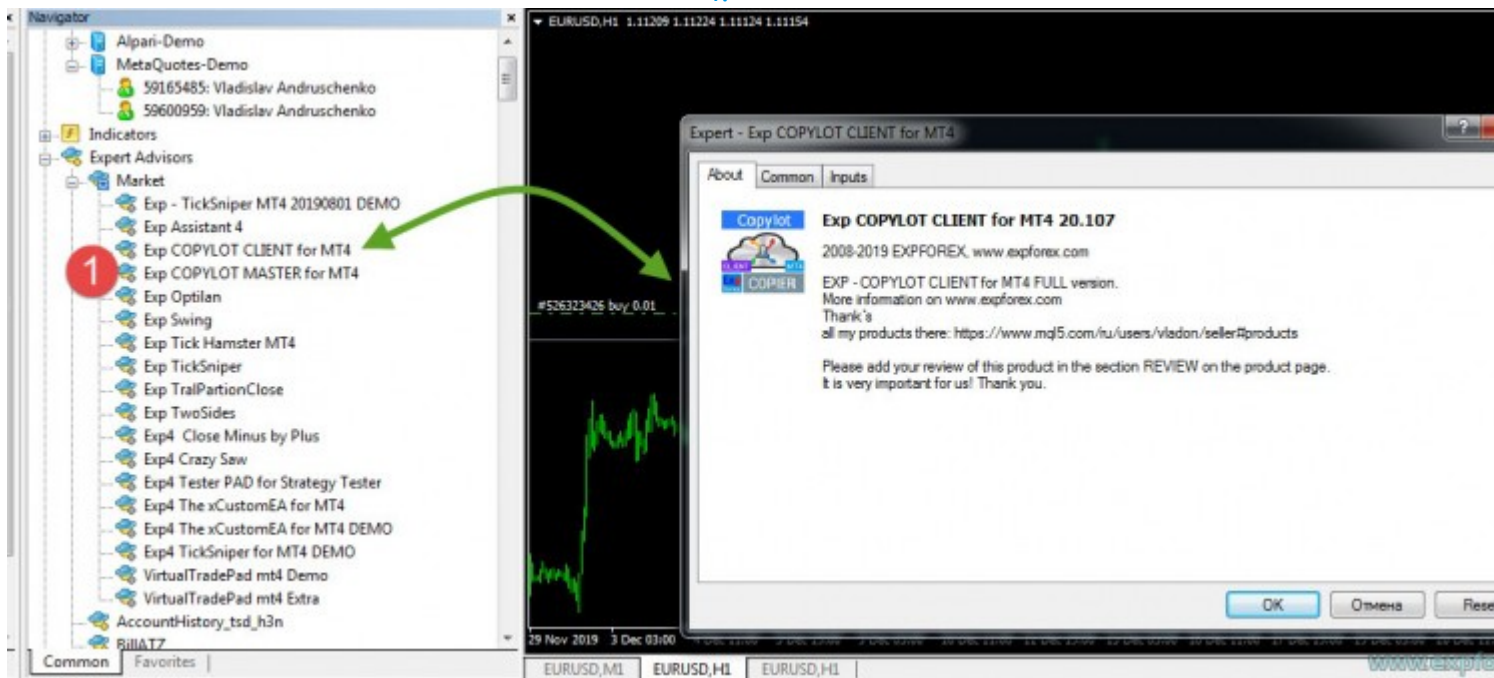 Navigator
Alpari-Demo
MetaQuotes-Demo
59165485: Vladislav Andruschenko
59600959: Vladislav Andruschenko
Indicators
Expert Advisors
Market
Exp - TickSniper MT4 20190801 DEMO
Exp Assistant 4
Exp COPYLOT CLIENT for MT4
1
Exp COPYLOT MASTER for MT4
Exp Optilan
Exp Swing
Exp Tick Hamster MT4
Exp TickSniper
Exp TralPartionClose
Exp TwoSides
Exp4 Close Minus by Plus
Exp4 Crazy Saw
Exp4 Tester PAD for Strategy Tester
Exp4 The xCustomEA for MT4
Exp4 The xCustomEA for MT4 DEMO
Exp4 TickSniper for MT4 DEMO
VirtualTradePad mt4 Demo
VirtualTradePad mt4 Extra
AccountHistory_tsd_h3n
BillATZ
Common Favorites
EURUSD,H1 1.11209 1.11224 1.11124 1.11154
#526323426 buy 0.01
Expert - Exp COPYLOT CLIENT for MT4
About Common Inputs
Copylot
CLIENT MT4
COPIER
Exp COPYLOT CLIENT for MT4 20.107
2008-2019 EXPFOREX, www.expforex.com
EXP - COPYLOT CLIENT for MT4 FULL version.
More information on www.expforex.com
Thank`s
all my products there: https://www.mql5.com/ru/users/vladon/seller#products
Please add your review of this product in the section REVIEW on the product page.
It is very important for us! Thank you.
OK Отмена Rese
29 Nov 2019 3 Dec 03:00
EURUSD,M1 EURUSD,H1 EURUSD,H1
www.expfo